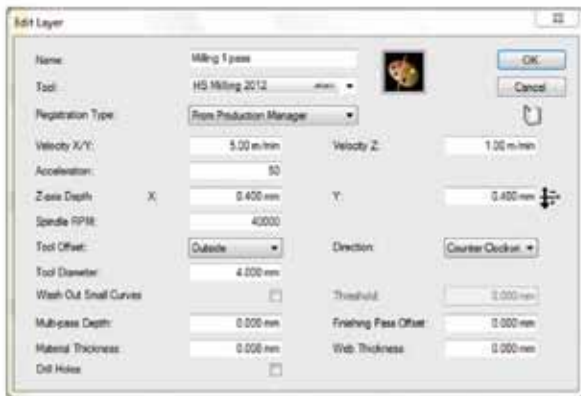 Edit Layer
Name: Milling 1 pass OK
Tool: HS Milling 2012 Cancel
Registration Type: From Production Manager
Velocity X/Y: 5.00 m/min Velocity Z: 1.00 m/min
Acceleration: 50
Z-axis Depth X: 0.400 mm Y: 0.400 mm
Spindle RPM: 40000
Tool Offset: Outside Direction: Counter Clockwi
Tool Diameter: 4.000 mm
Wash Out Small Curves Threshold: 0.000 mm
Multi-pass Depth: 0.000 mm Finishing Pass Offset: 0.000 mm
Material Thickness: 0.008 mm Web Thickness: 0.000 mm
Drill Holes